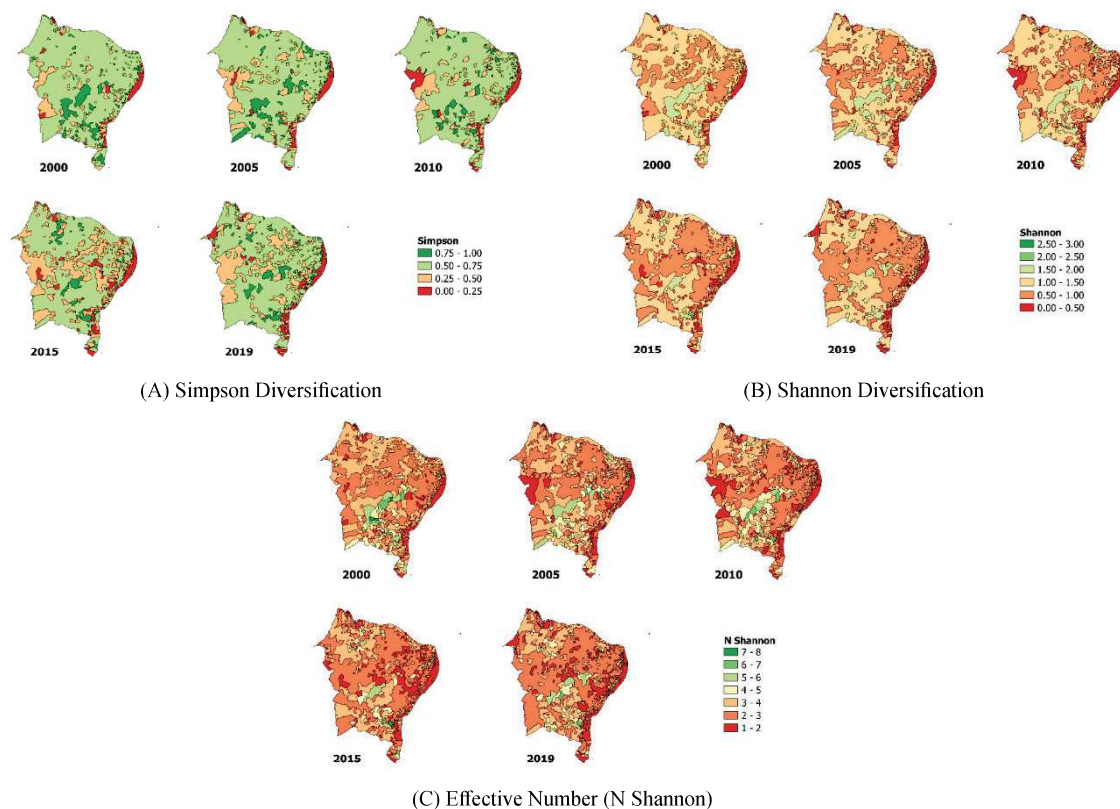 2000
2005
2010
2015
2019
Simpson
0.75 - 1.00
0.50 - 0.75
0.25 - 0.50
0.00 - 0.25
(A) Simpson Diversification
2000
2005
2010
2015
2019
Shannon
2.50 - 3.00
2.00 - 2.50
1.50 - 2.00
1.00 - 1.50
0.50 - 1.00
0.00 - 0.50
(B) Shannon Diversification
2000
2005
2010
2015
2019
N Shannon
7 - 8
6 - 7
5 - 6
4 - 5
3 - 4
2 - 3
1 - 2
(C) Effective Number (N Shannon)